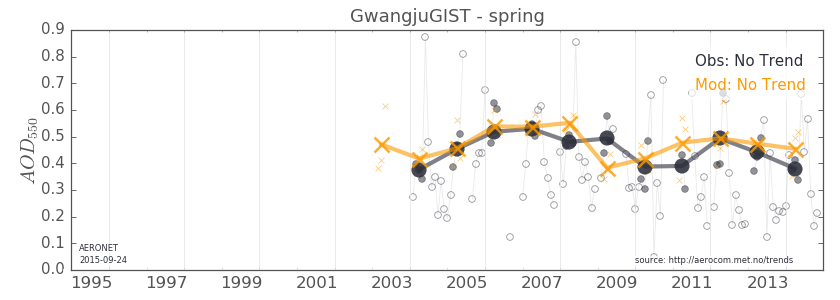 GwangjuGIST - spring
0.9
0.8
0.7
0.6
0.5
0.4
0.3
0.2
0.1
0.0
AOD550
Obs: No Trend
Mod: No Trend
AERONET
2015-09-24
source: http://aerocom.met.no/trends
1995 1997 1999 2001 2003 2005 2007 2009 2011 2013